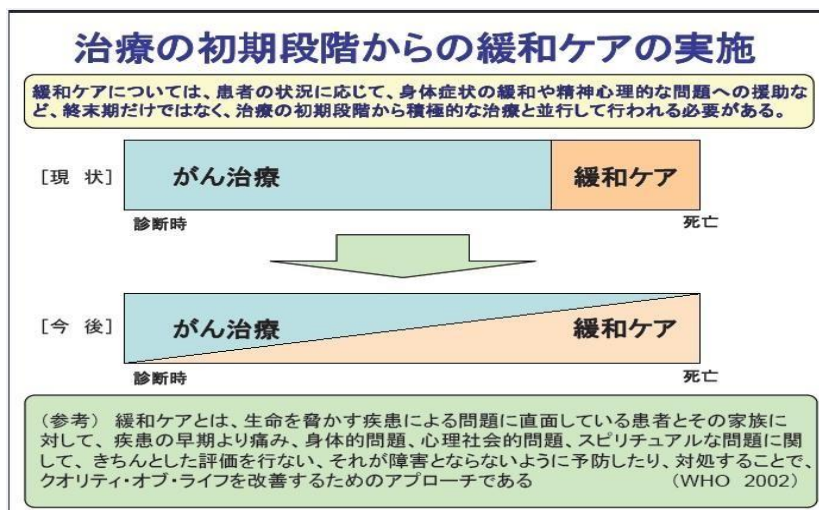 治療の初期段階からの緩和ケアの実施
緩和ケアについては、患者の状況に応じて、身体症状の緩和や精神心理的な問題への援助な
ど、終末期だけではなく、治療の初期段階から積極的な治療と並行して行われる必要がある。
[現 状] がん治療 緩和ケア
診断時 死亡
[今 後] がん治療 緩和ケア
診断時 死亡
(参考) 緩和ケアとは、生命を脅かす疾患による問題に直面している患者とその家族に
対して、疾患の早期より痛み、身体的問題、心理社会的問題、スピリチュアルな問題に関
して、きちんとした評価を行ない、それが障害とならないように予防したり、対処することで、
クオリティ・オブ・ライフを改善するためのアプローチである (WHO 2002)